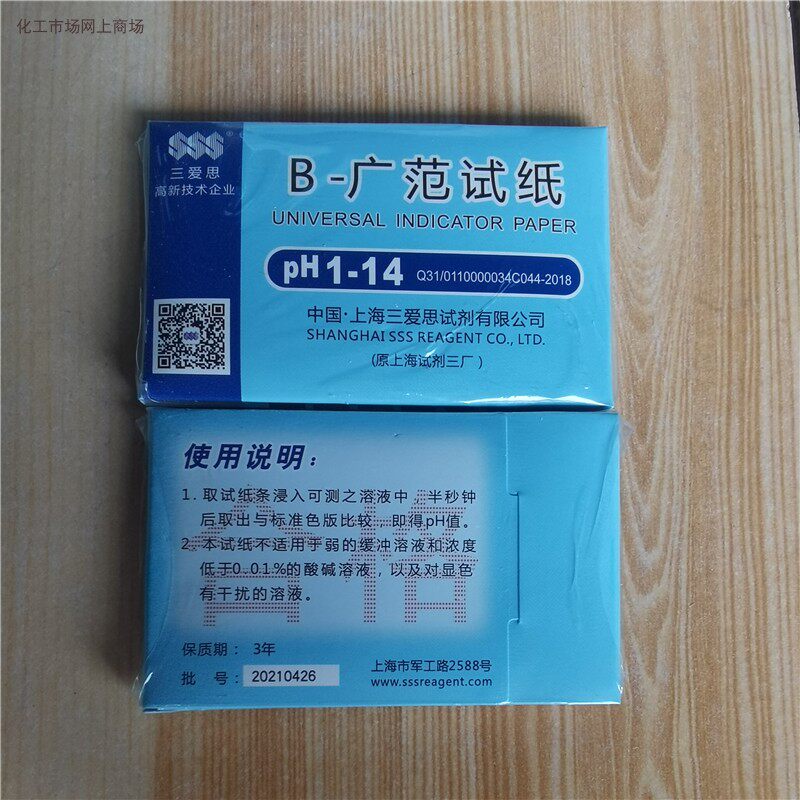 化工市场网上商场
SSS®
三爱思
高新技术企业
B-广范试纸
UNIVERSAL INDICATOR PAPER
pH 1-14 Q31/0110000034C044-2018
中国·上海三爱思试剂有限公司
SHANGHAI SSS REAGENT CO., LTD.
(原上海试剂三厂)
SSS
使用说明：
1. 取试纸条浸入可测之溶液中，半秒钟
后取出与标准色版比较，即得pH值。
2. 本试纸不适用于弱的缓冲溶液和浓度
低于0.01%的酸碱溶液，以及对显色
有干扰的溶液。
合格
保质期： 3年
批 号： 20210426
上海市军工路2588号
www.sssreagent.com